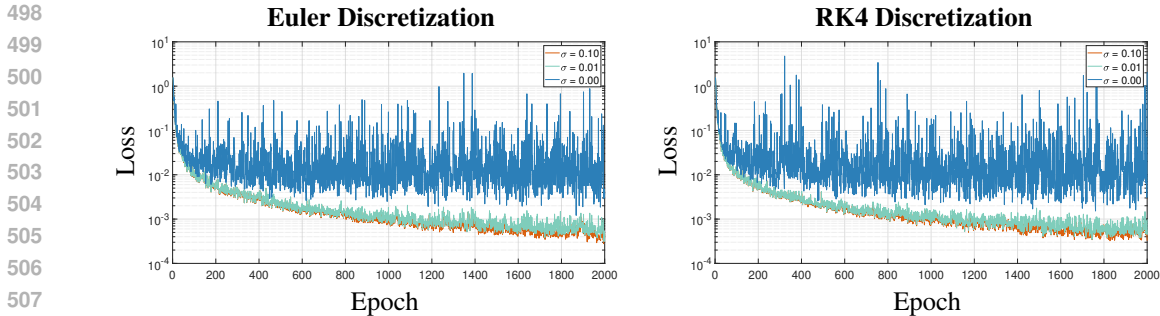 498
499
500
501
502
503
504
505
506
507
Euler Discretization
10^1
10^0
10^-1
10^-2
10^-3
10^-4
Loss
σ = 0.10
σ = 0.01
σ = 0.00
0 200 400 600 800 1000 1200 1400 1600 1800 2000
Epoch
RK4 Discretization
10^1
10^0
10^-1
10^-2
10^-3
10^-4
Loss
σ = 0.10
σ = 0.01
σ = 0.00
0 200 400 600 800 1000 1200 1400 1600 1800 2000
Epoch